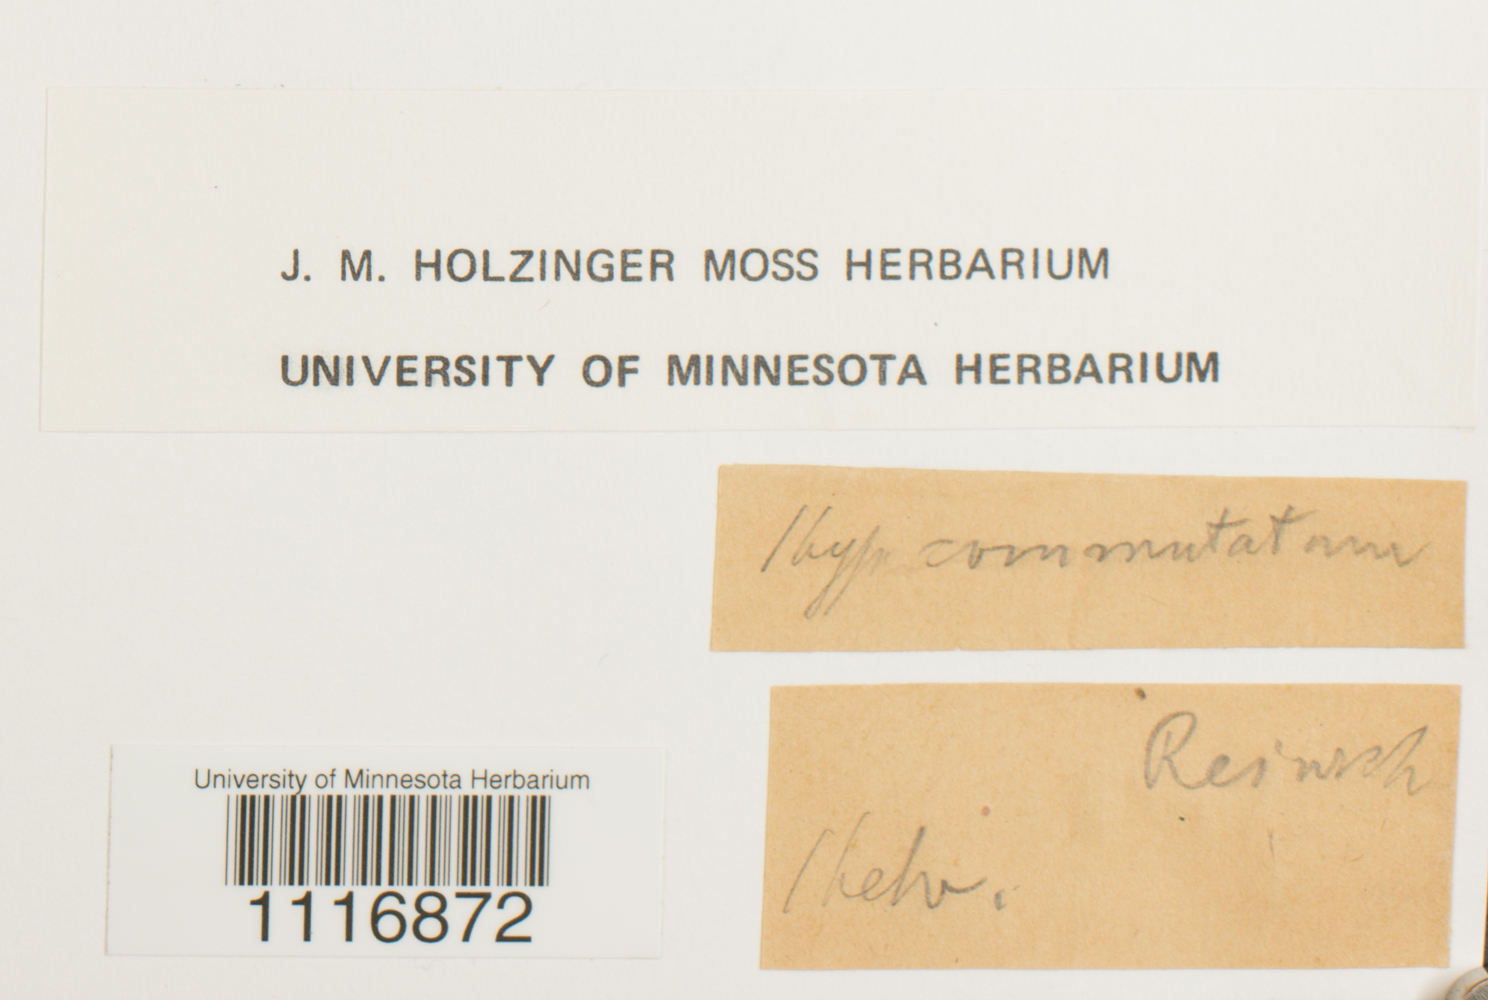 J. M. HOLZINGER MOSS HERBARIUM
UNIVERSITY OF MINNESOTA HERBARIUM
Hyp commutatum
Reinsch
Helv.
University of Minnesota Herbarium
1116872